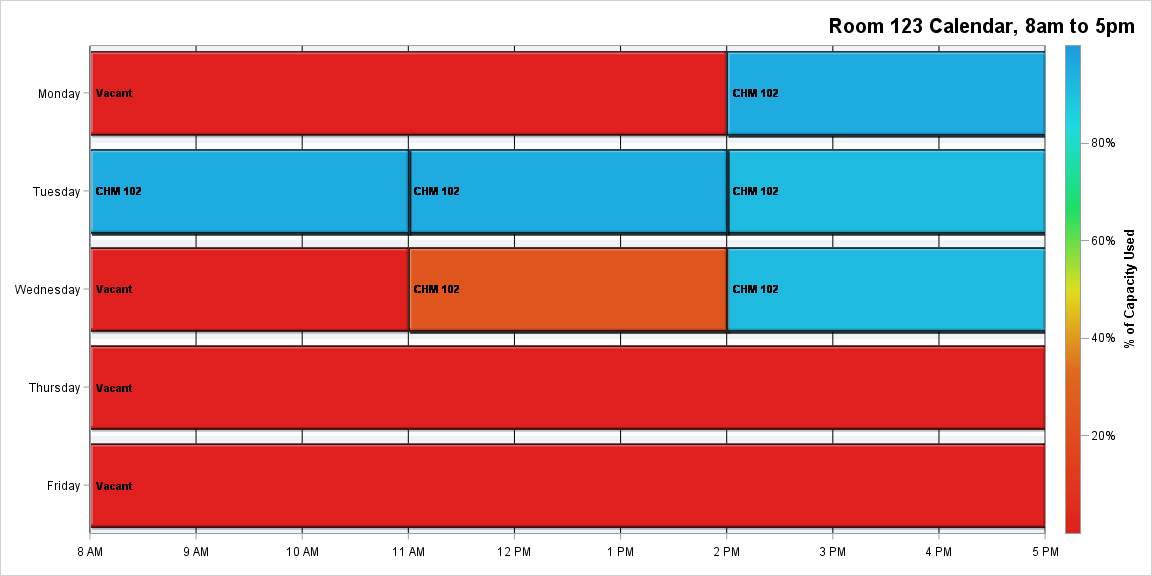 Room 123 Calendar, 8am to 5pm
Monday
Vacant
CHM 102
Tuesday
CHM 102
CHM 102
CHM 102
Wednesday
Vacant
CHM 102
CHM 102
Thursday
Vacant
Friday
Vacant
8 AM
9 AM
10 AM
11 AM
12 PM
1 PM
2 PM
3 PM
4 PM
5 PM
80%
60%
40%
20%
% of Capacity Used